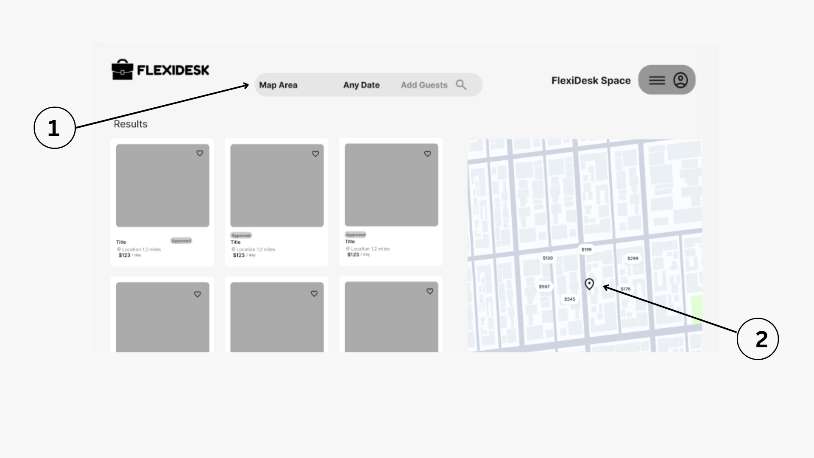 FLEXIDESK
Map Area Any Date Add Guests
FlexiDesk Space
1
Results
Title
Approved
Location 1.2 miles
$123 / day
Approved
Title
Location 1.2 miles
$123 / day
Approved
Title
Location 1.2 miles
$123 / day
$199
$199
$299
$567
$176
$345
2